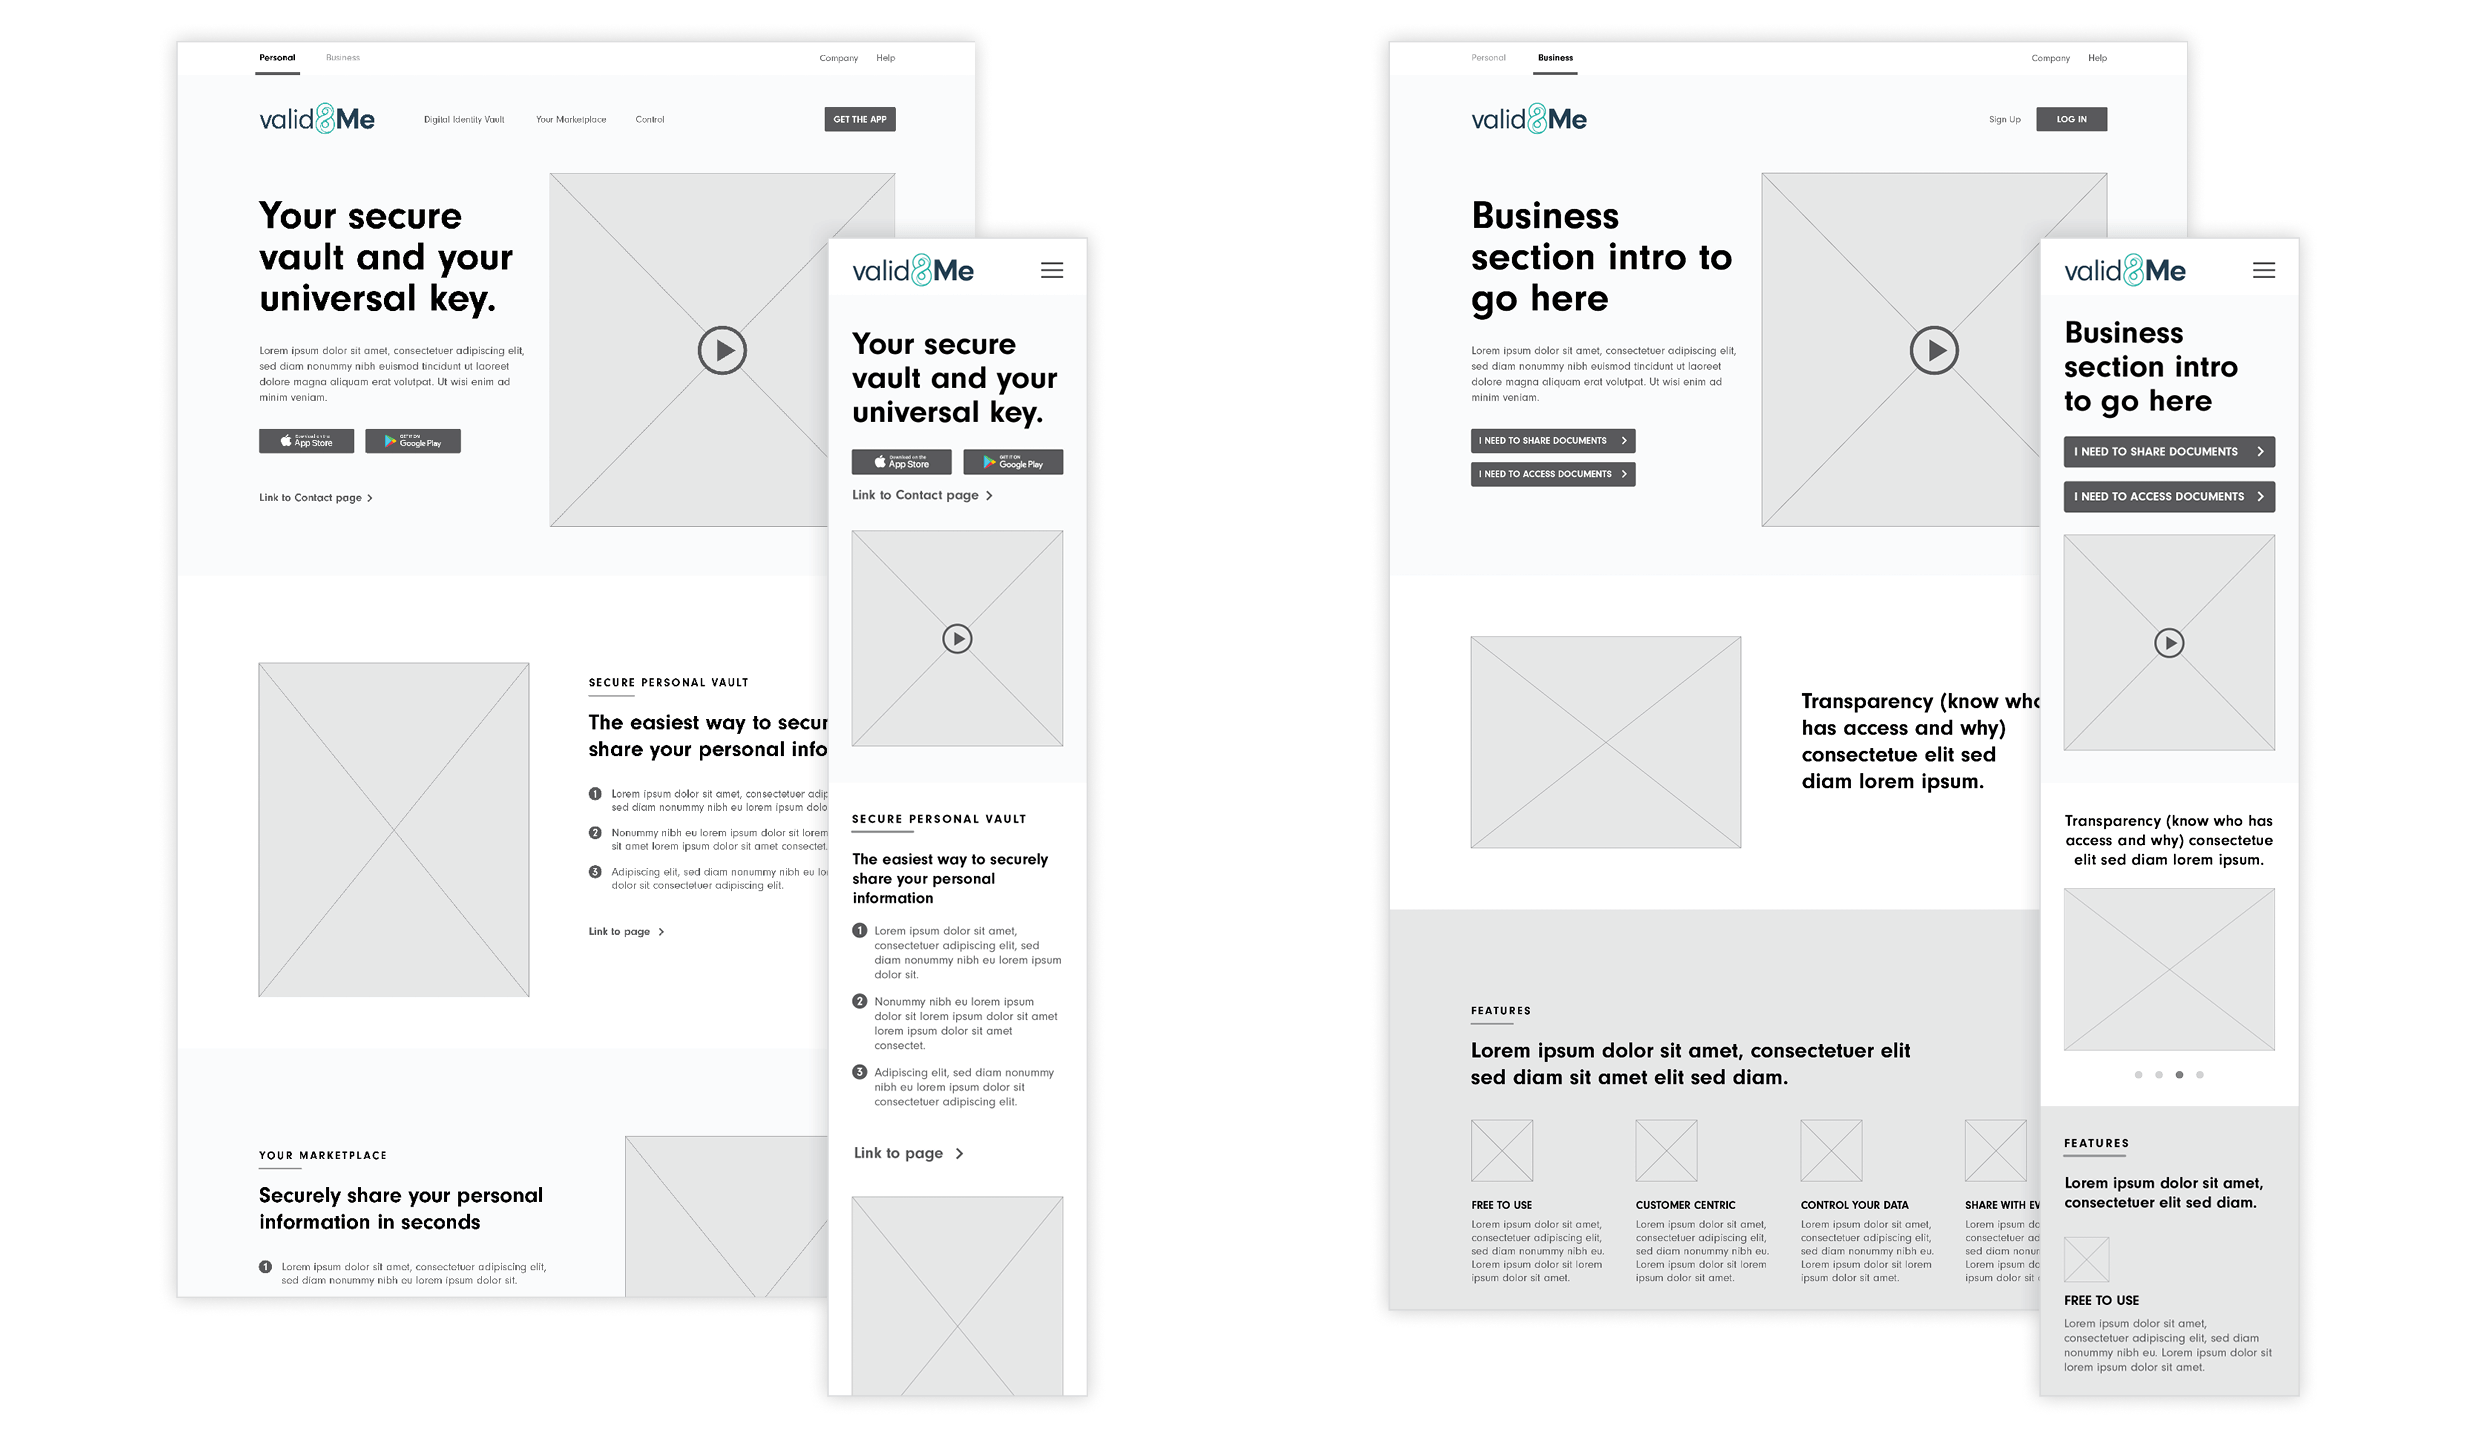 Personal Business Company Help
valid8Me Digital Identity Vault Your Marketplace Control GET THE APP
Your secure
vault and your
universal key.
Lorem ipsum dolor sit amet, consectetuer adipiscing elit,
sed diam nonummy nibh euismod tincidunt ut laoreet
dolore magna aliquam erat volutpat. Ut wisi enim ad
minim veniam.
Download on the
App Store
GET IT ON
Google Play
Link to Contact page
SECURE PERSONAL VAULT
The easiest way to secur
share your personal info
1 Lorem ipsum dolor sit amet, consectetuer adip
sed diam nonummy nibh eu lorem ipsum dolo
2 Nonummy nibh eu lorem ipsum dolor sit lorem
sit amet lorem ipsum dolor sit amet consectet.
3 Adipiscing elit, sed diam nonummy nibh eu lo
dolor sit consectetuer adipiscing elit.
Link to page
YOUR MARKETPLACE
Securely share your personal
information in seconds
1 Lorem ipsum dolor sit amet, consectetuer adipiscing elit,
sed diam nonummy nibh eu lorem ipsum dolor sit.
valid8Me
Your secure
vault and your
universal key.
Download on the
App Store
GET IT ON
Google Play
Link to Contact page
SECURE PERSONAL VAULT
The easiest way to securely
share your personal
information
1 Lorem ipsum dolor sit amet,
consectetuer adipiscing elit, sed
diam nonummy nibh eu lorem ipsum
dolor sit.
2 Nonummy nibh eu lorem ipsum
dolor sit lorem ipsum dolor sit amet
lorem ipsum dolor sit amet
consectet.
3 Adipiscing elit, sed diam nonummy
nibh eu lorem ipsum dolor sit
consectetuer adipiscing elit.
Link to page
Personal Business Company Help
valid8Me Sign Up LOG IN
Business
section intro to
go here
Lorem ipsum dolor sit amet, consectetuer adipiscing elit,
sed diam nonummy nibh euismod tincidunt ut laoreet
dolore magna aliquam erat volutpat. Ut wisi enim ad
minim veniam.
I NEED TO SHARE DOCUMENTS
I NEED TO ACCESS DOCUMENTS
Transparency (know who
has access and why)
consectetue elit sed
diam lorem ipsum.
FEATURES
Lorem ipsum dolor sit amet, consectetuer elit
sed diam sit amet elit sed diam.
FREE TO USE
Lorem ipsum dolor sit amet,
consectetuer adipiscing elit,
sed diam nonummy nibh eu.
Lorem ipsum dolor sit lorem
ipsum dolor sit amet.
CUSTOMER CENTRIC
Lorem ipsum dolor sit amet,
consectetuer adipiscing elit,
sed diam nonummy nibh eu.
Lorem ipsum dolor sit lorem
ipsum dolor sit amet.
CONTROL YOUR DATA
Lorem ipsum dolor sit amet,
consectetuer adipiscing elit,
sed diam nonummy nibh eu.
Lorem ipsum dolor sit lorem
ipsum dolor sit amet.
SHARE WITH EV
Lorem ipsum do
consectetuer ad
sed diam nonum
Lorem ipsum do
ipsum dolor sit
valid8Me
Business
section intro
to go here
I NEED TO SHARE DOCUMENTS
I NEED TO ACCESS DOCUMENTS
Transparency (know who has
access and why) consectetue
elit sed diam lorem ipsum.
FEATURES
Lorem ipsum dolor sit amet,
consectetuer elit sed diam.
FREE TO USE
Lorem ipsum dolor sit amet,
consectetuer adipiscing elit, sed diam
nonummy nibh eu. Lorem ipsum dolor sit
lorem ipsum dolor sit amet.